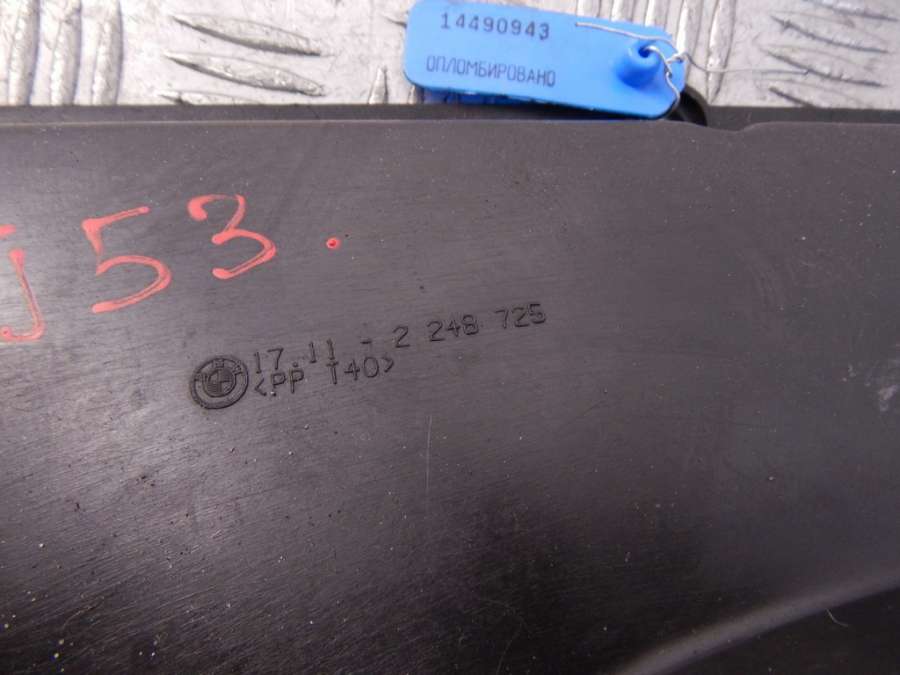 14490943
ОПЛОМБИРОВАНО
J53.
17.11 - 2 248 725
<PP T40>